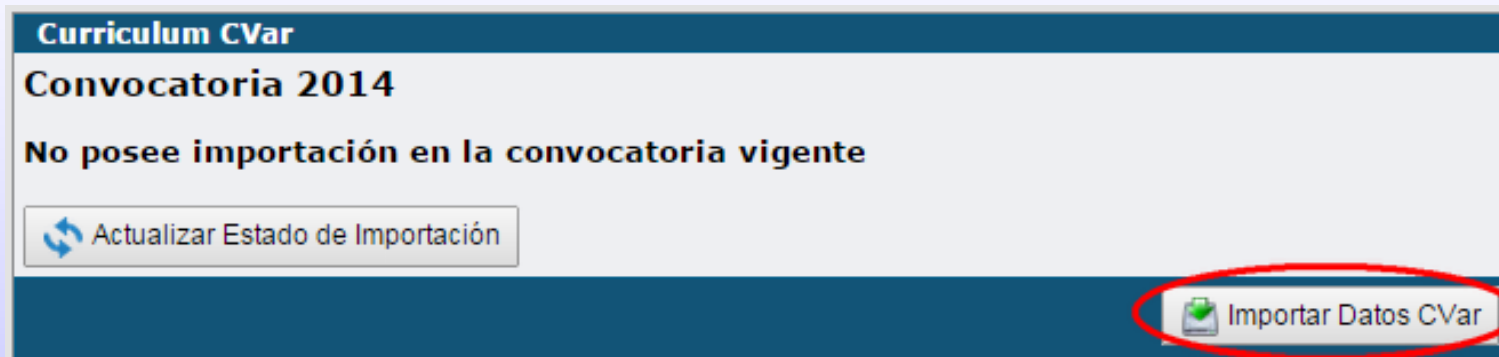 Curriculum CVar
Convocatoria 2014
No posee importación en la convocatoria vigente
Actualizar Estado de Importación
Importar Datos CVar